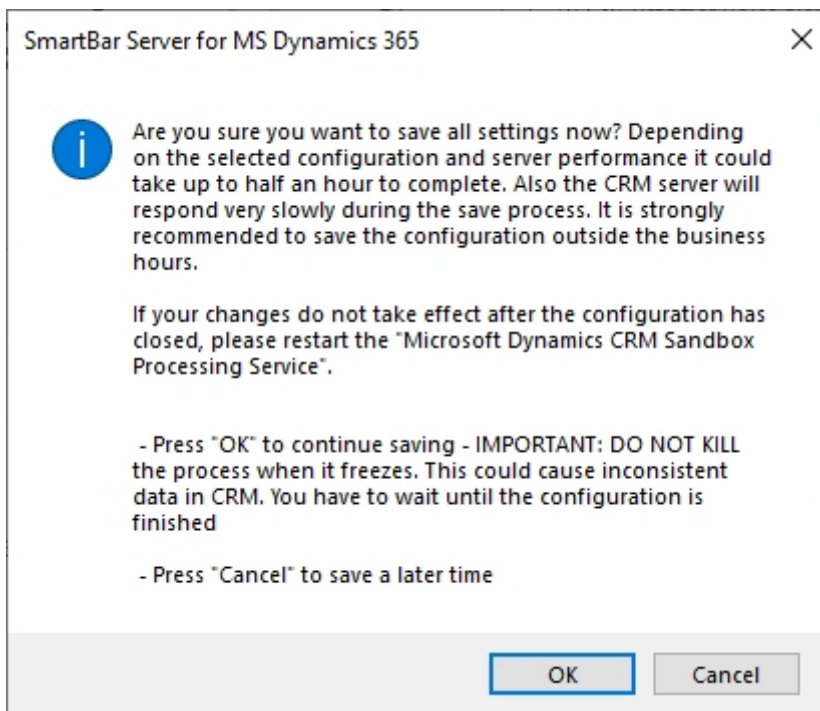 SmartBar Server for MS Dynamics 365
Are you sure you want to save all settings now? Depending
on the selected configuration and server performance it could
take up to half an hour to complete. Also the CRM server will
respond very slowly during the save process. It is strongly
recommended to save the configuration outside the business
hours.
If your changes do not take effect after the configuration has
closed, please restart the "Microsoft Dynamics CRM Sandbox
Processing Service".
- Press "OK" to continue saving - IMPORTANT: DO NOT KILL
the process when it freezes. This could cause inconsistent
data in CRM. You have to wait until the configuration is
finished
- Press "Cancel" to save a later time
OK
Cancel